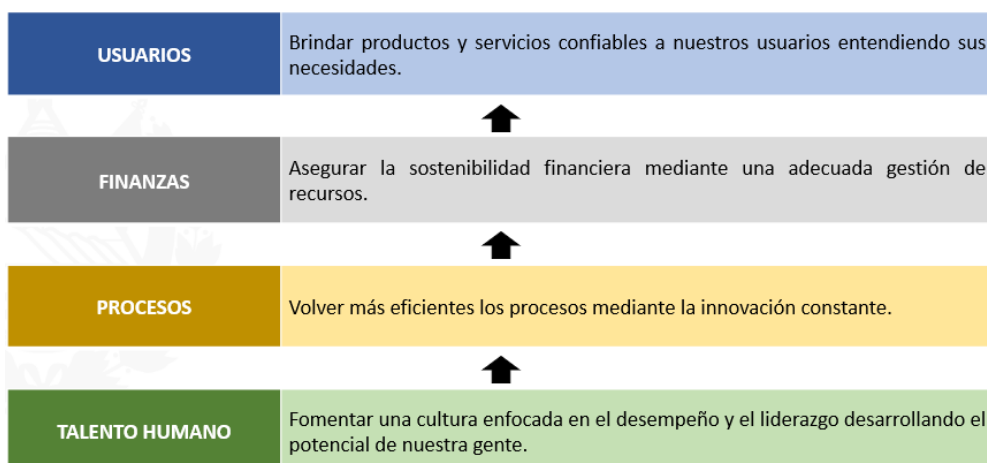 USUARIOS
Brindar productos y servicios confiables a nuestros usuarios entendiendo sus
necesidades.
FINANZAS
Asegurar la sostenibilidad financiera mediante una adecuada gestión de
recursos.
PROCESOS
Volver más eficientes los procesos mediante la innovación constante.
TALENTO HUMANO
Fomentar una cultura enfocada en el desempeño y el liderazgo desarrollando el
potencial de nuestra gente.